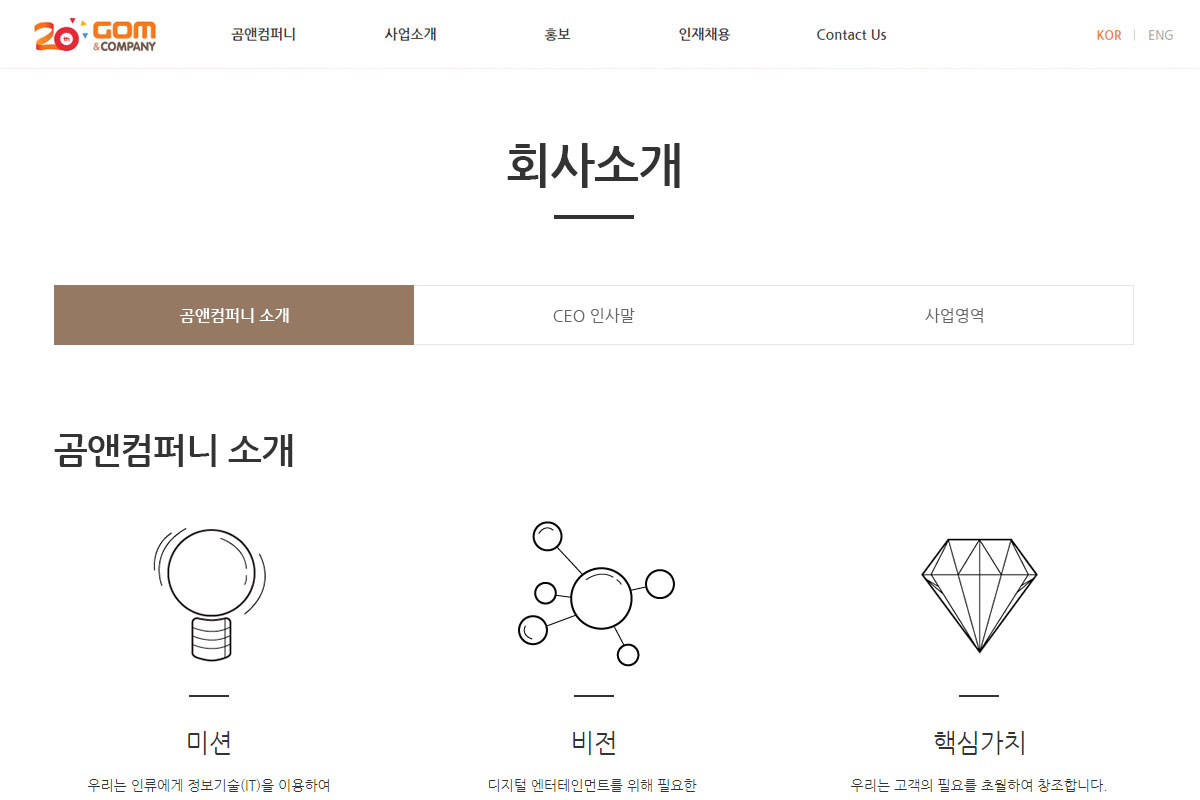 20th GOM &COMPANY
곰앤컴퍼니 사업소개 홍보 인재채용 Contact Us KOR ENG
회사소개
곰앤컴퍼니 소개 CEO 인사말 사업영역
곰앤컴퍼니 소개
미션 비전 핵심가치
우리는 인류에게 정보기술(IT)을 이용하여 디지털 엔터테인먼트를 위해 필요한 우리는 고객의 필요를 초월하여 창조합니다.